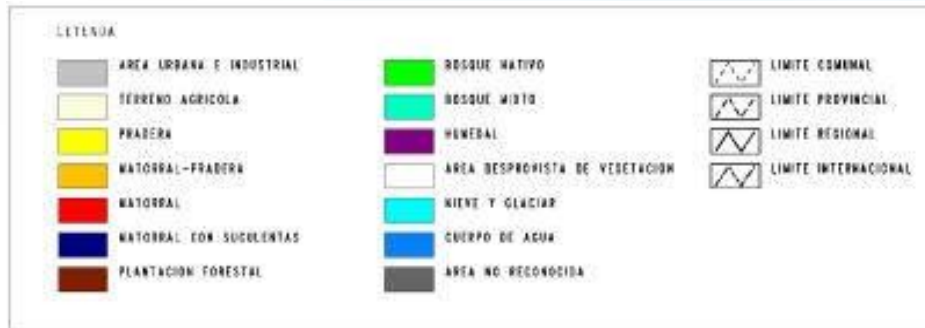 LEYENDA
AREA URBANA E INDUSTRIAL
TERRENO AGRICOLA
PRADERA
MATORRAL-PRADERA
MATORRAL
MATORRAL CON SUCULENTAS
PLANTACION FORESTAL
BOSQUE NATIVO
BOSQUE MIXTO
HUMEDAL
AREA DESPROVISTA DE VEGETACION
NIEVE Y GLACIAR
CUERPO DE AGUA
AREA NO RECONOCIDA
LIMITE COMUNAL
LIMITE PROVINCIAL
LIMITE REGIONAL
LIMITE INTERNACIONAL